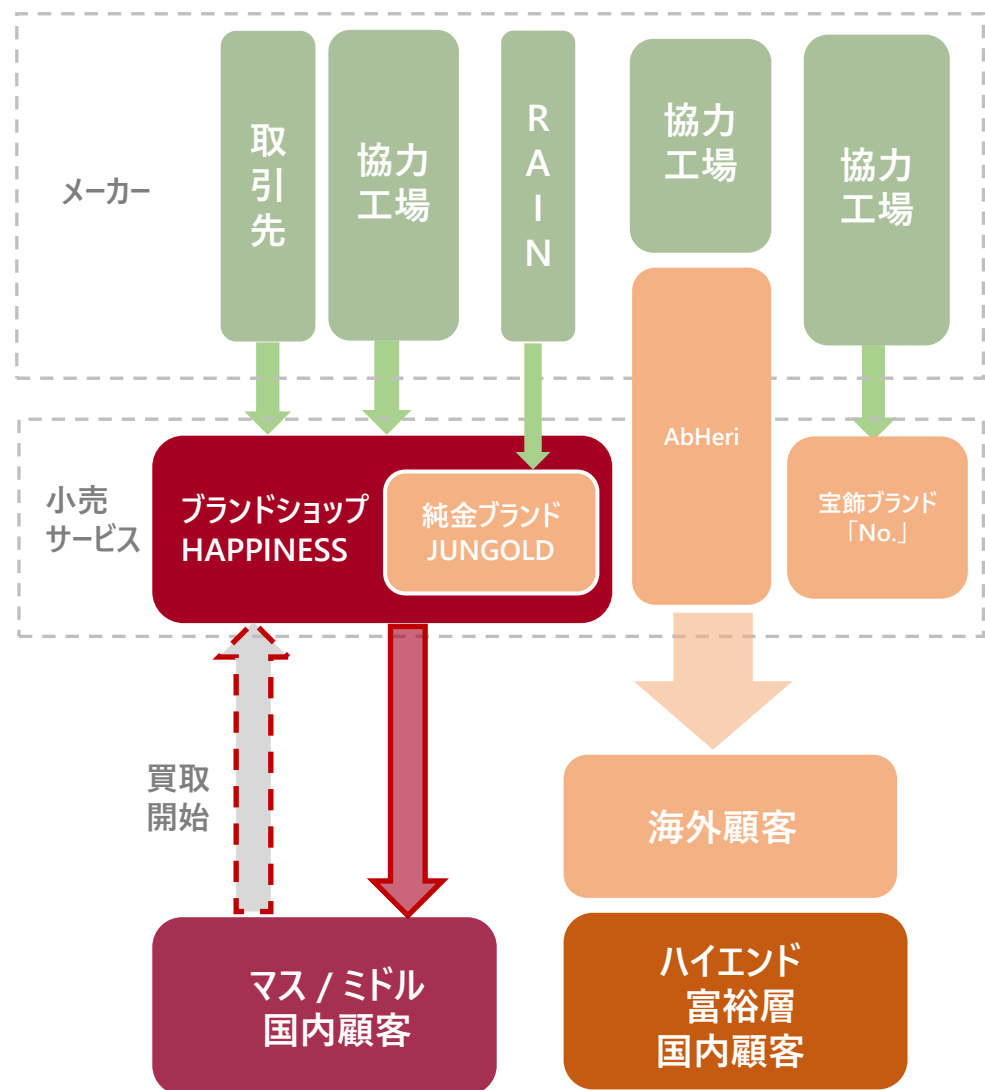 メーカー
取
引
先
協力
工場
R
A
I
N
協力
工場
協力
工場
AbHeri
小売
サービス
ブランドショップ
HAPPINESS
純金ブランド
JUNGOLD
宝飾ブランド
「No.」
買取
開始
海外顧客
マス / ミドル
国内顧客
ハイエンド
富裕層
国内顧客